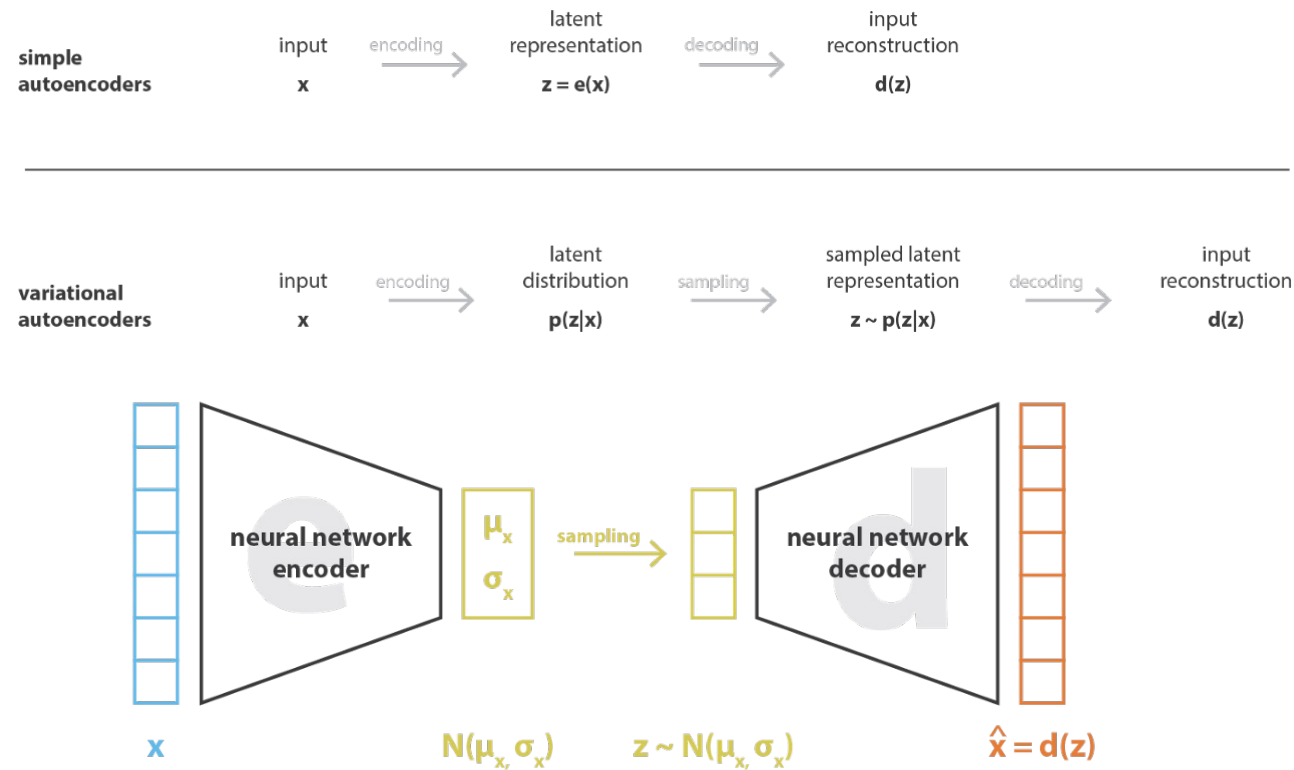 simple
autoencoders
input
x
encoding
latent
representation
z = e(x)
decoding
input
reconstruction
d(z)
variational
autoencoders
input
x
encoding
latent
distribution
p(z|x)
sampling
sampled latent
representation
z ~ p(z|x)
decoding
input
reconstruction
d(z)
e
neural network
encoder
μₓ
σₓ
sampling
d
neural network
decoder
x
N(μₓ, σₓ)
z ~ N(μₓ, σₓ)
x̂ = d(z)